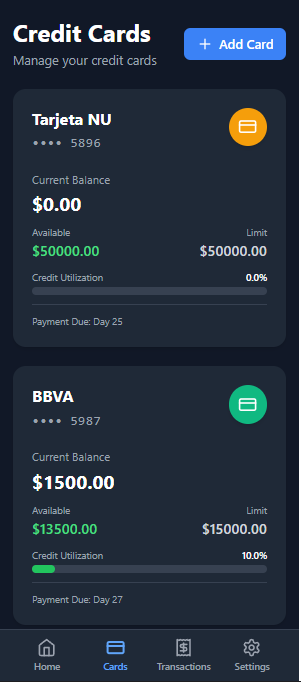 Credit Cards
+ Add Card
Manage your credit cards
Tarjeta NU
•••• 5896
Current Balance
$0.00
Available Limit
$50000.00 $50000.00
Credit Utilization 0.0%
Payment Due: Day 25
BBVA
•••• 5987
Current Balance
$1500.00
Available Limit
$13500.00 $15000.00
Credit Utilization 10.0%
Payment Due: Day 27
Home Cards Transactions Settings